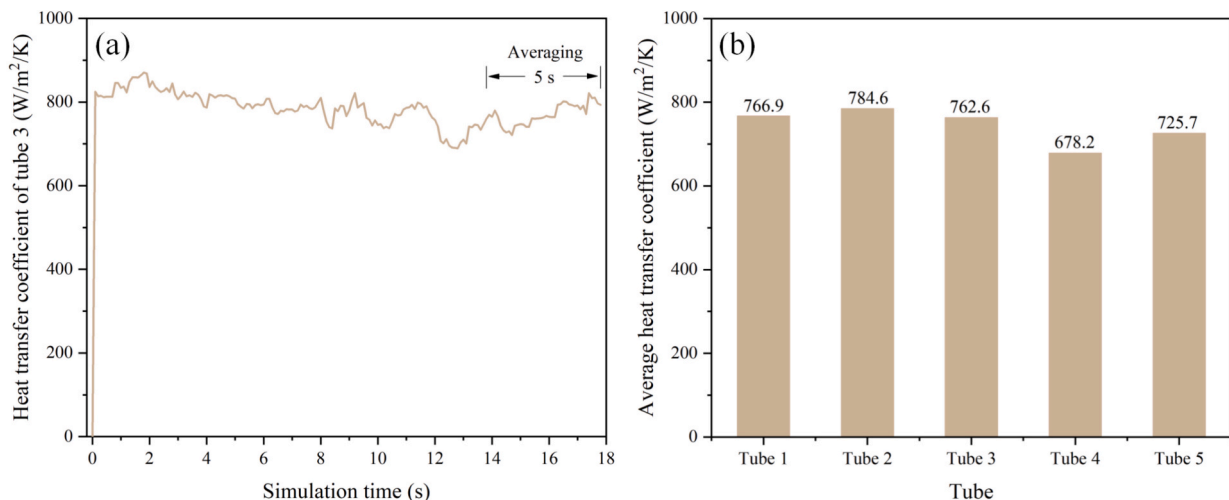 (a)
Averaging
5 s
1000
800
600
400
200
0
Heat transfer coefficient of tube 3 (W/m²/K)
0 2 4 6 8 10 12 14 16 18
Simulation time (s)
(b)
1000
800
600
400
200
0
Average heat transfer coefficient (W/m²/K)
766.9 784.6 762.6 678.2 725.7
Tube 1 Tube 2 Tube 3 Tube 4 Tube 5
Tube